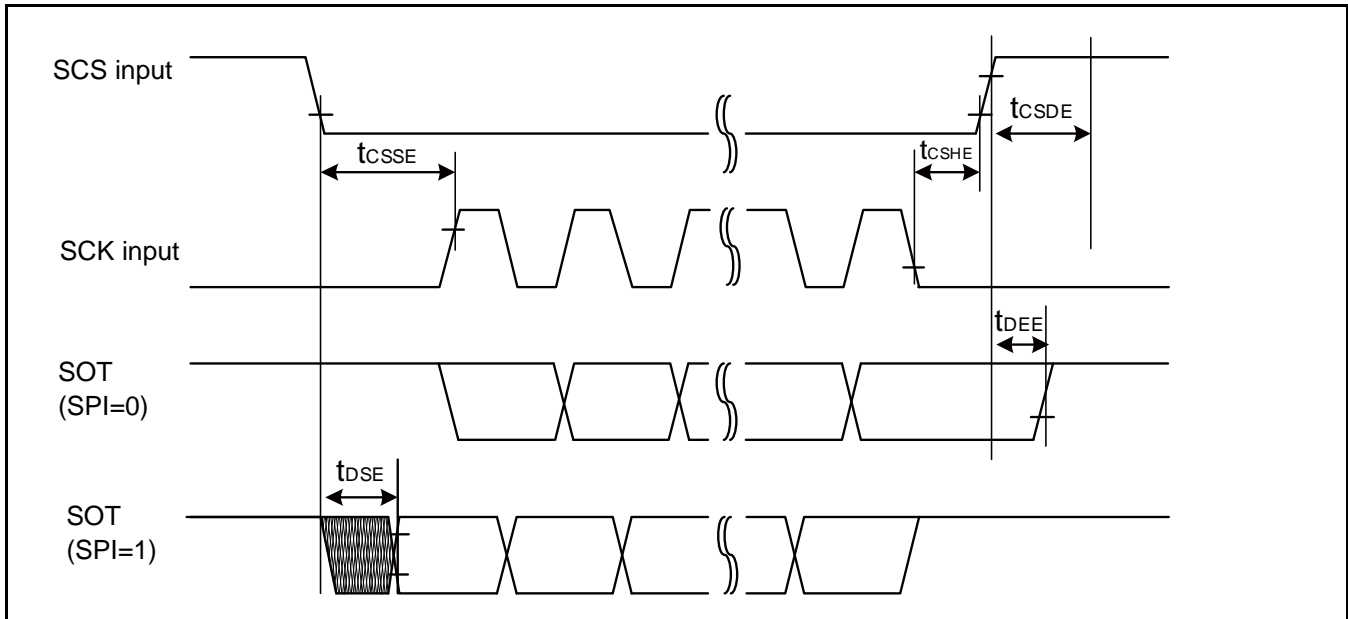 SCS input
tCSDE
tCSSE
tCSHE
SCK input
tDEE
SOT
(SPI=0)
tDSE
SOT
(SPI=1)